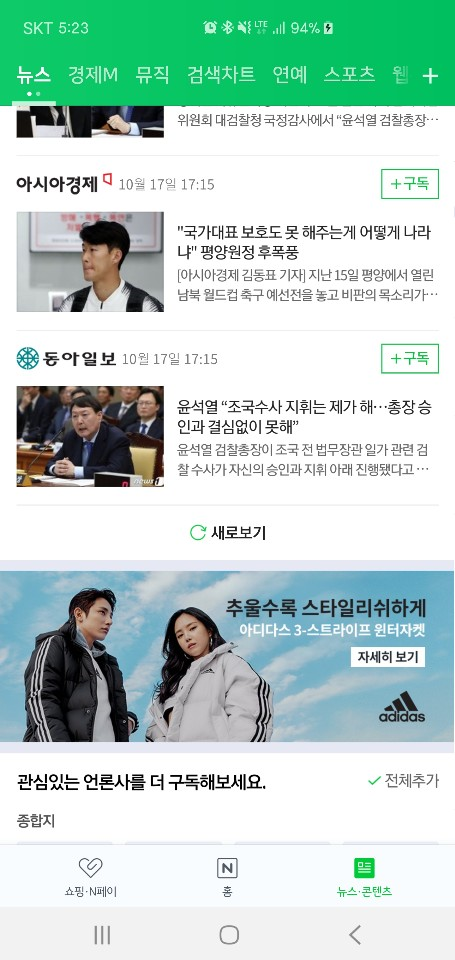 SKT 5:23
LTE
94%
뉴스 경제M 뮤직 검색차트 연예 스포츠 웹
위원회 대검찰청 국정감사에서 “윤석열 검찰총장…
아시아경제 10월 17일 17:15
+구독
"국가대표 보호도 못 해주는게 어떻게 나라
냐" 평양원정 후폭풍
[아시아경제 김동표 기자] 지난 15일 평양에서 열린
남북 월드컵 축구 예선전을 놓고 비판의 목소리가…
동아일보 10월 17일 17:15
+구독
윤석열 “조국수사 지휘는 제가 해…총장 승
인과 결심없이 못해”
윤석열 검찰총장이 조국 전 법무장관 일가 관련 검
찰 수사가 자신의 승인과 지휘 아래 진행됐다고 …
news1
새로보기
추울수록 스타일리쉬하게
아디다스 3-스트라이프 윈터자켓
자세히 보기
adidas
관심있는 언론사를 더 구독해보세요.
전체추가
종합지
쇼핑·N페이
N
홈
뉴스·콘텐츠